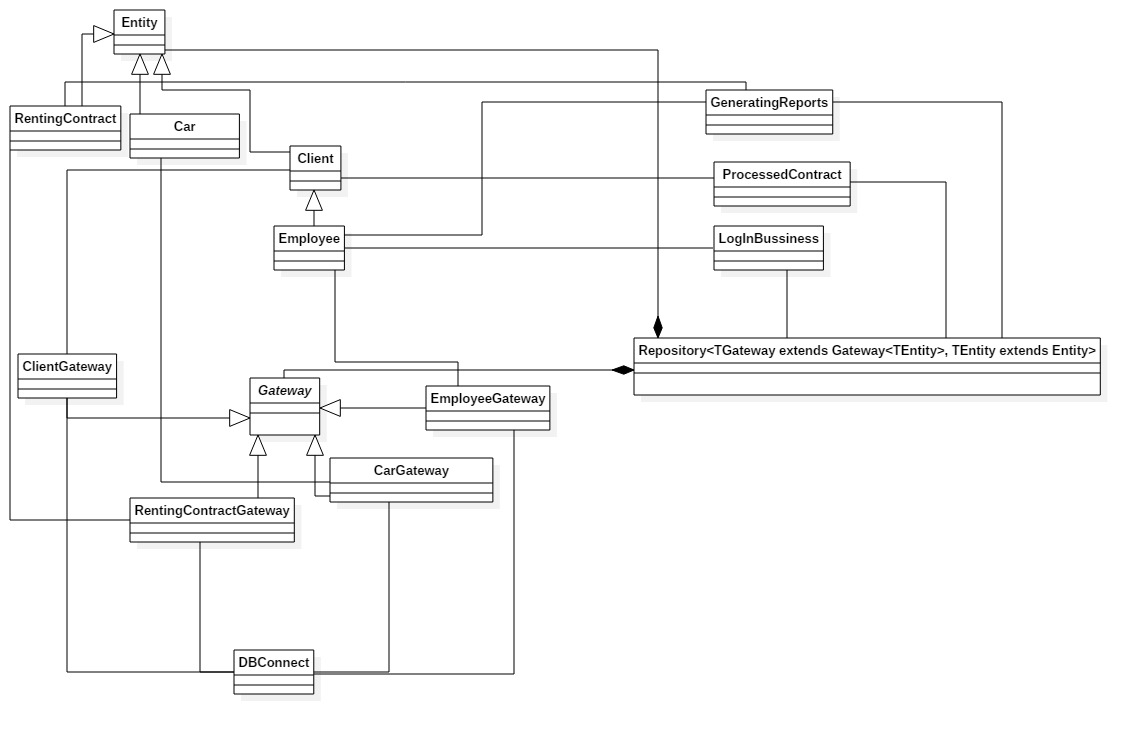 Entity
GeneratingReports
RentingContract
Car
Client
ProcessedContract
Employee
LogInBussiness
Repository<TGateway extends Gateway<TEntity>, TEntity extends Entity>
ClientGateway
Gateway
EmployeeGateway
CarGateway
RentingContractGateway
DBConnect